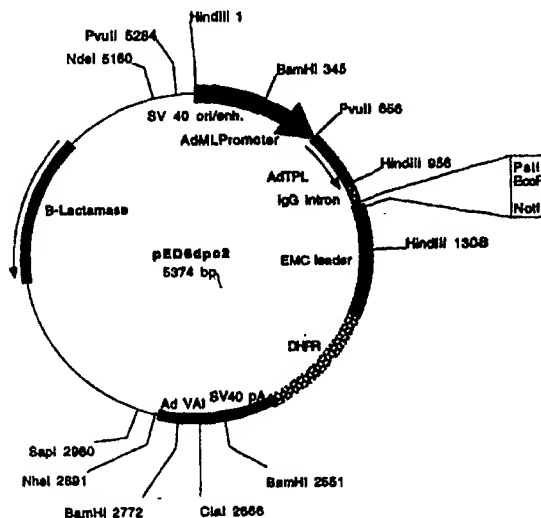 HindIII 1
PvuII 5284
NdeI 5160
BamHI 345
SV 40 ori/enh.
PvuII 656
AdMLPromoter
HindIII 956
AdTPL
IgG intron
NotI
B-Lactamase
pED6dpc2
5374 bp
EMC leader
HindIII 1308
DHFR
SV40 pA
Ad VAI
SapI 2960
NheI 2891
BamHI 2772
ClaI 2666
BamHI 2551